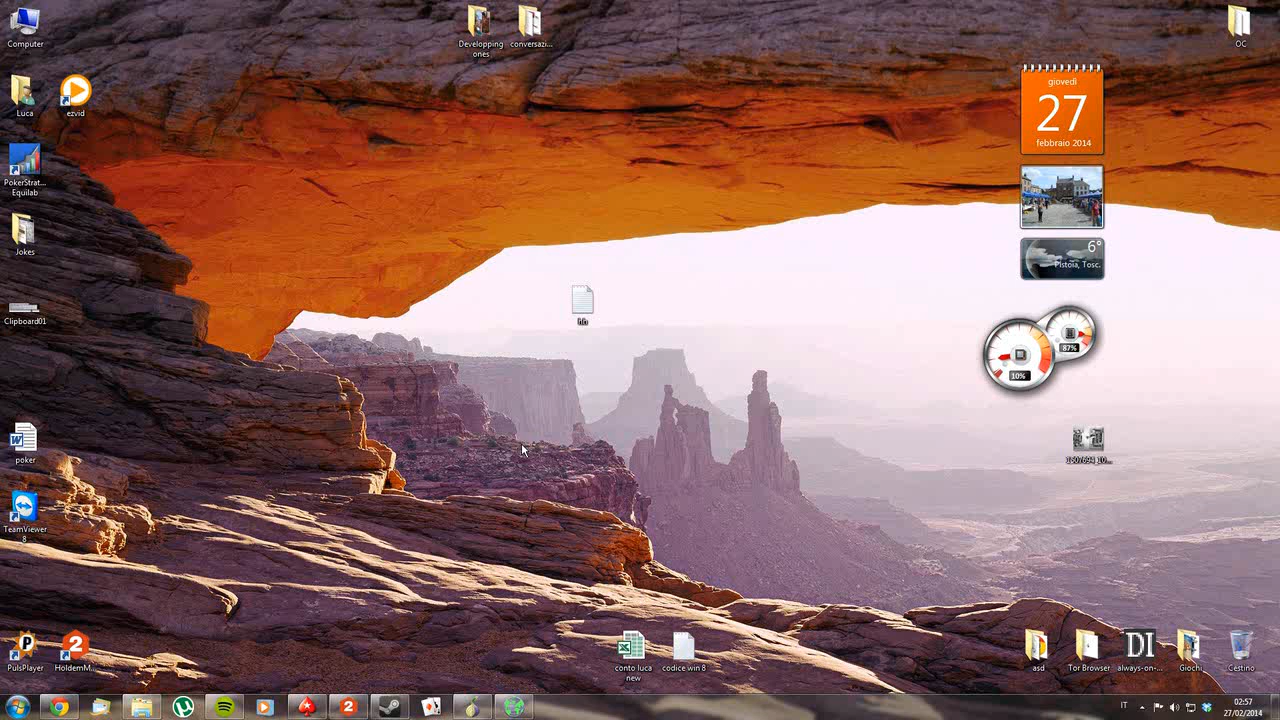 Computer
Developping
ones
conversazi...
OC
Luca
ezvid
giovedì
27
febbraio 2014
PokerStrat...
Equilab
Jokes
6°
Pistoia, Tosc.
Clipboard01
hh
87%
10%
poker
TeamViewer
8
PulsPlayer
HoldemM...
conto luca
new
codice win 8
asd
Tor Browser
DI
always-on-...
Giochi
Cestino
IT
02:57
27/02/2014